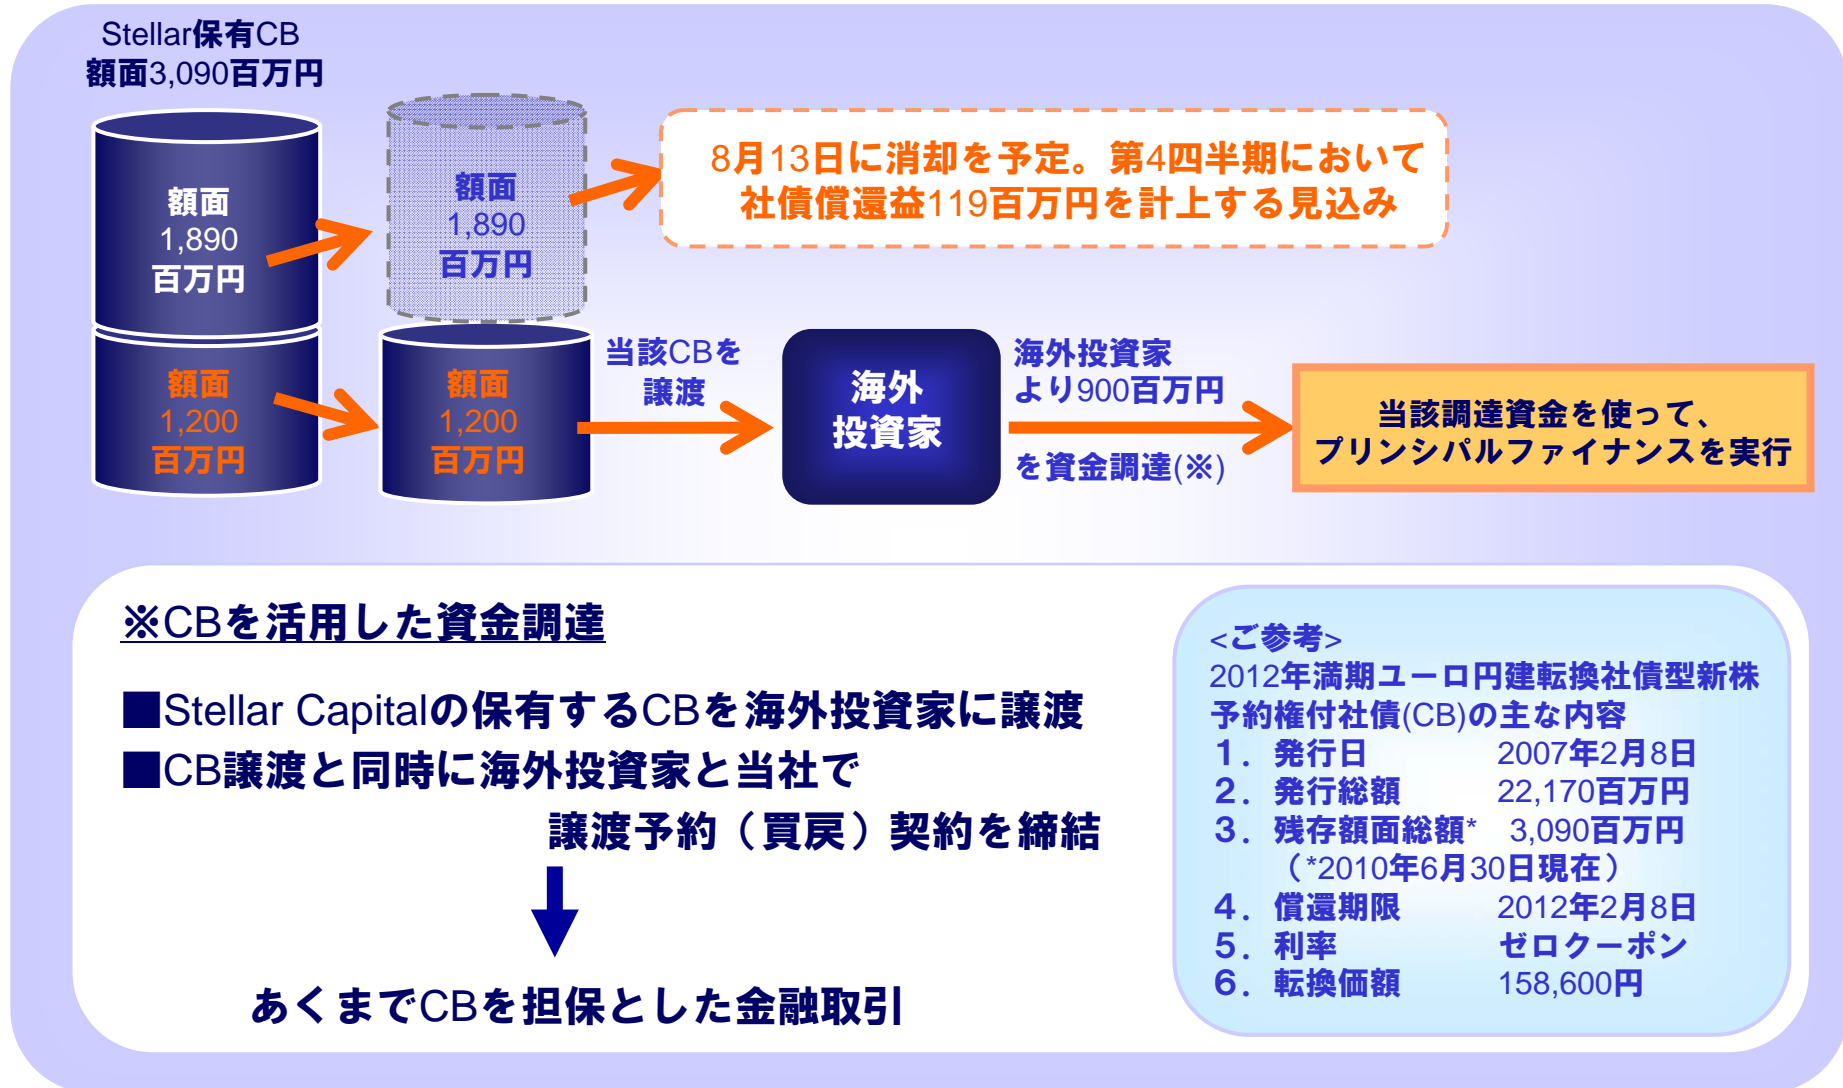 Stellar保有CB
額面3,090百万円
額面
1,890
百万円
額面
1,890
百万円
8月13日に消却を予定。第4四半期において
社債償還益119百万円を計上する見込み
額面
1,200
百万円
額面
1,200
百万円
当該CBを
譲渡
海外
投資家
海外投資家
より900百万円
を資金調達(※)
当該調達資金を使って、
プリンシパルファイナンスを実行
※CBを活用した資金調達
■Stellar Capitalの保有するCBを海外投資家に譲渡
■CB譲渡と同時に海外投資家と当社で
譲渡予約（買戻）契約を締結
あくまでCBを担保とした金融取引
<ご参考>
2012年満期ユーロ円建転換社債型新株
予約権付社債(CB)の主な内容
１．発行日 2007年2月8日
２．発行総額 22,170百万円
３．残存額面総額* 3,090百万円
（*2010年6月30日現在）
４．償還期限 2012年2月8日
５．利率 ゼロクーポン
６．転換価額 158,600円